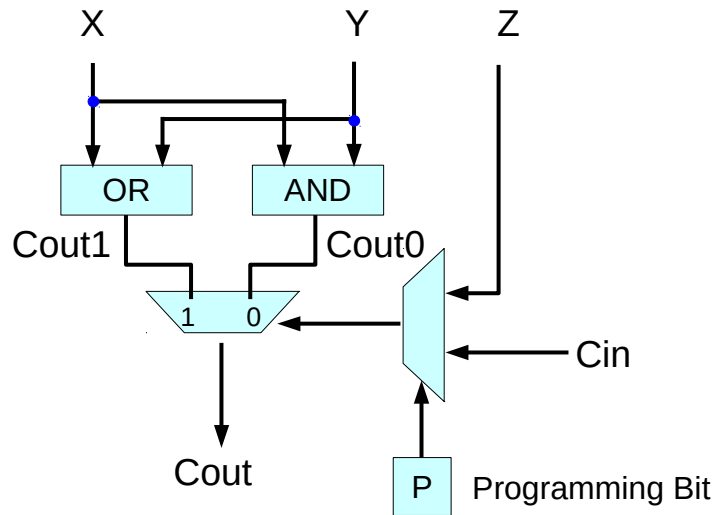 X
Y
Z
OR
AND
Cout1
Cout0
1
0
Cin
Cout
P
Programming Bit